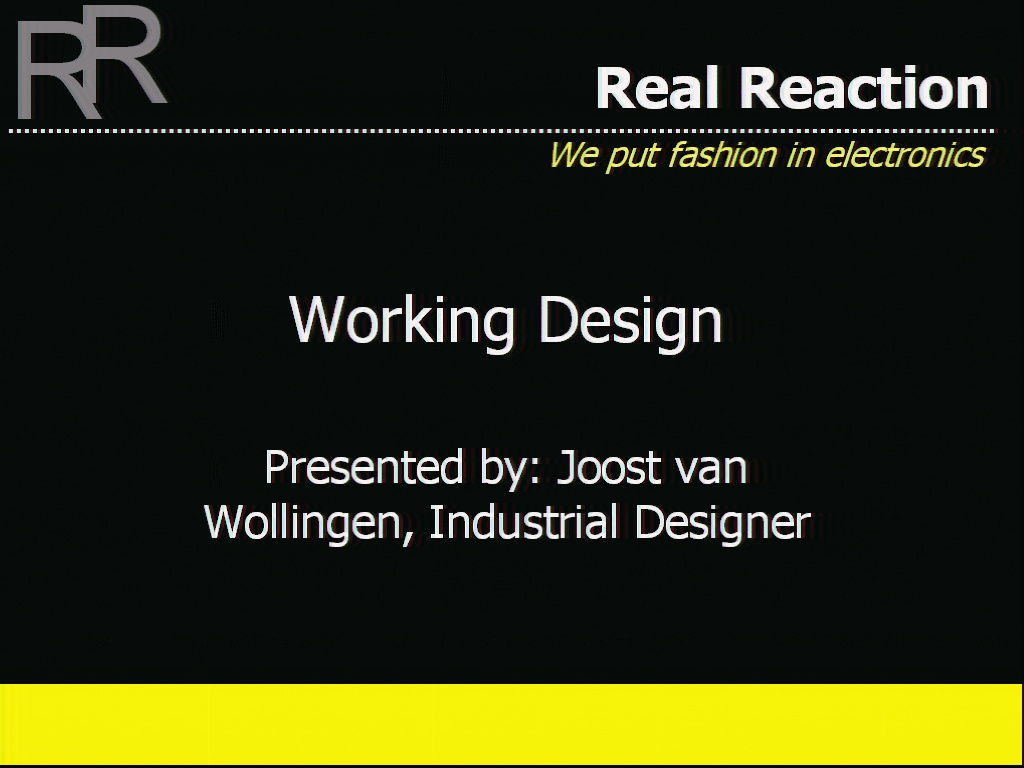 RR
Real Reaction
We put fashion in electronics
Working Design
Presented by: Joost van
Wollingen, Industrial Designer